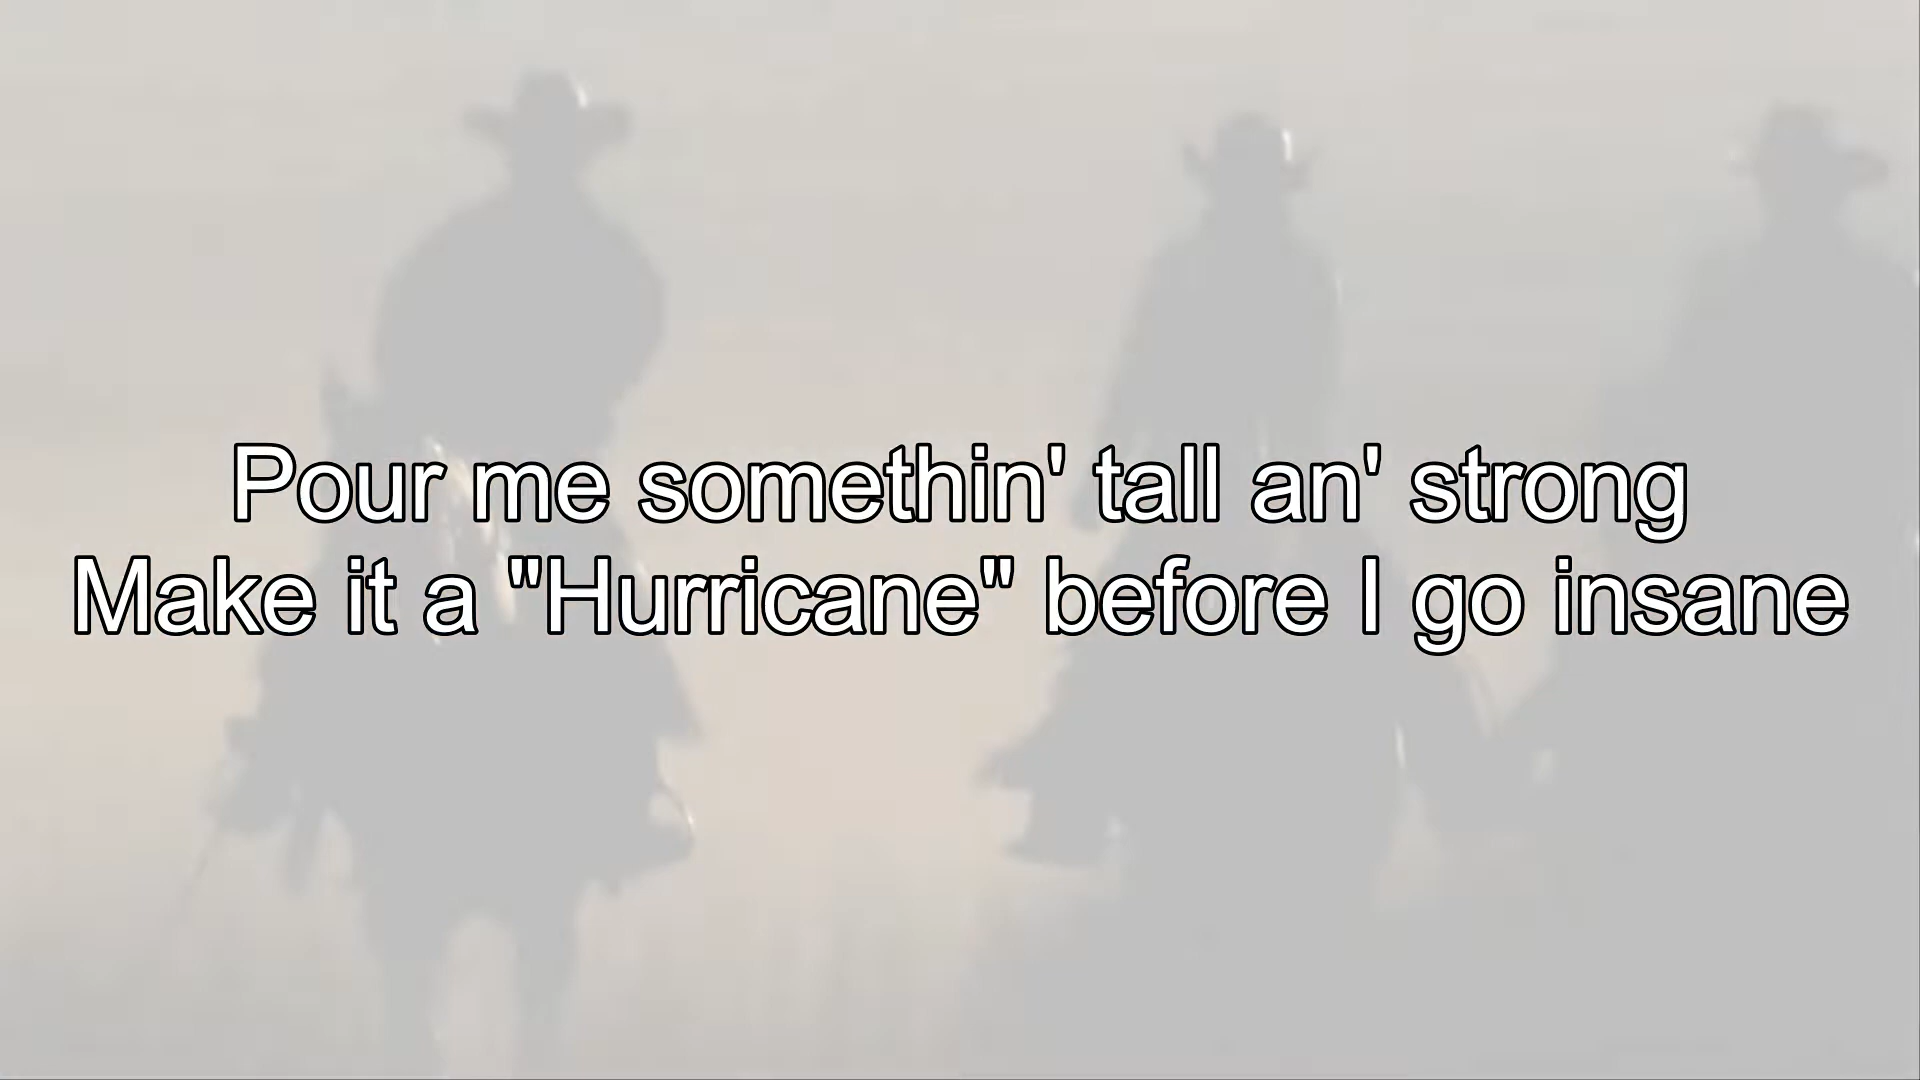 Pour me somethin' tall an' strong
Make it a "Hurricane" before I go insane